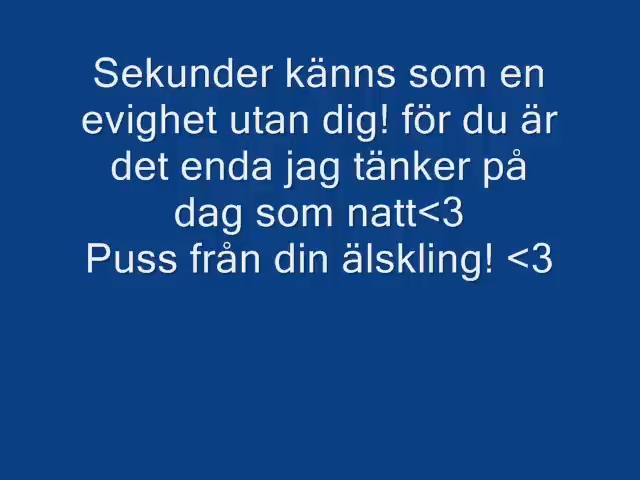 Sekunder känns som en
evighet utan dig! för du är
det enda jag tänker på
dag som natt<3
Puss från din älskling! <3